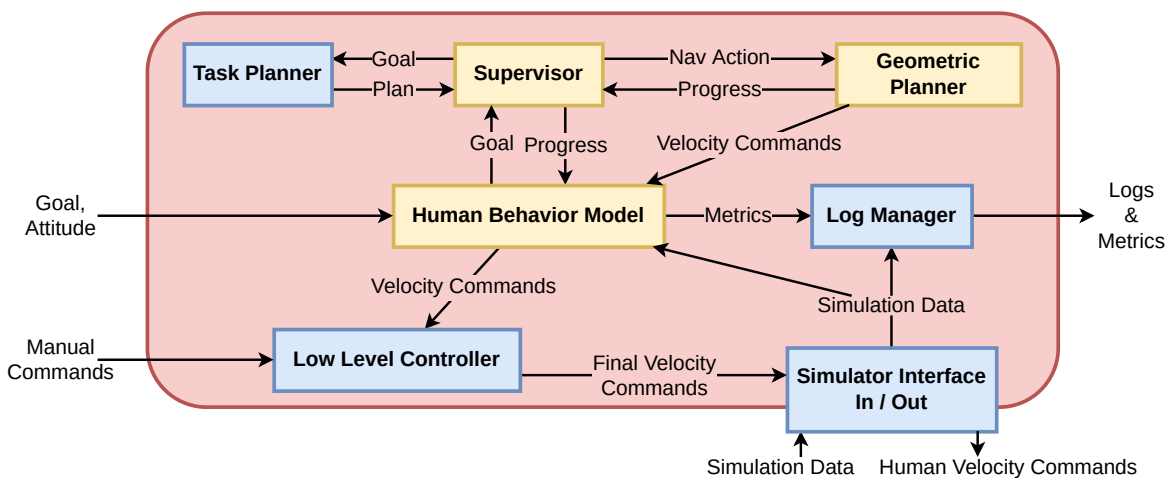 Task Planner
Goal
Plan
Supervisor
Nav Action
Progress
Geometric
Planner
Goal
Progress
Velocity Commands
Goal,
Attitude
Human Behavior Model
Metrics
Log Manager
Logs
&
Metrics
Velocity Commands
Simulation Data
Manual
Commands
Low Level Controller
Final Velocity
Commands
Simulator Interface
In / Out
Simulation Data
Human Velocity Commands